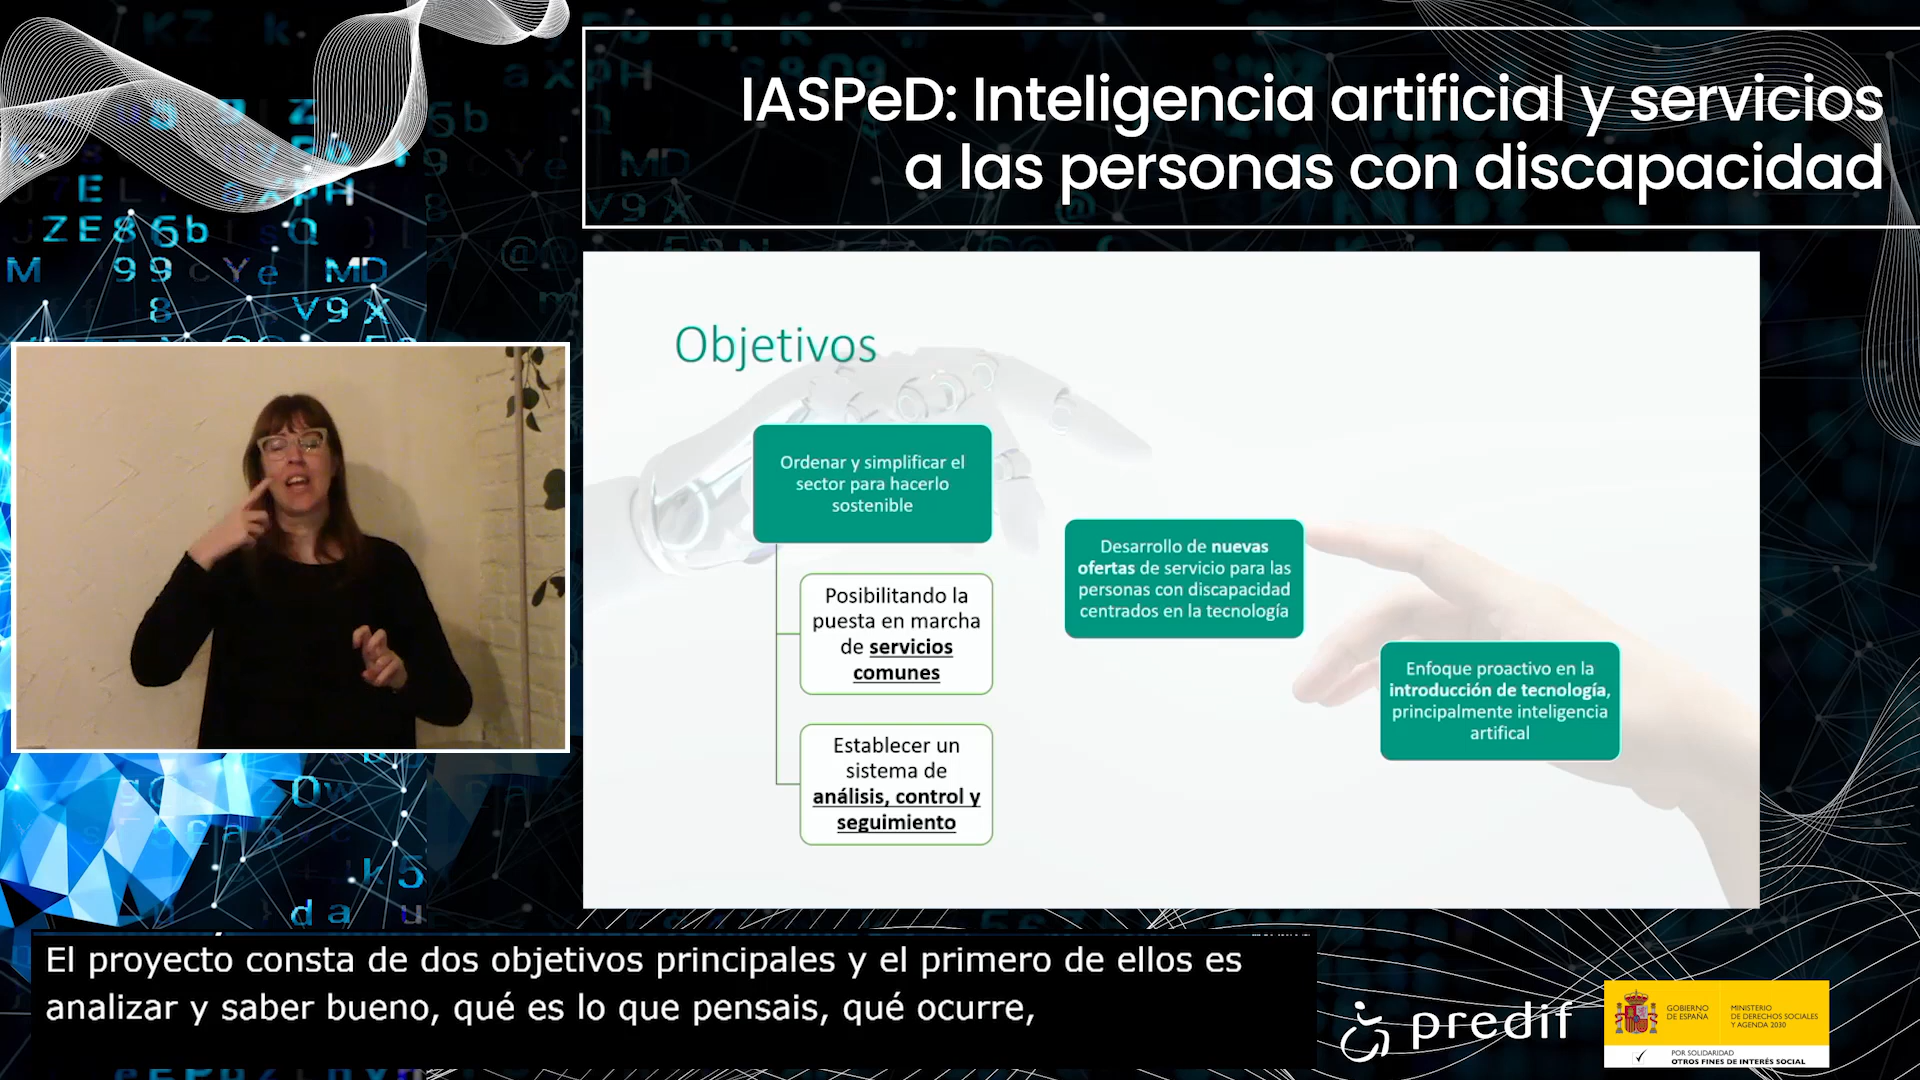 IASPeD: Inteligencia artificial y servicios
a las personas con discapacidad
Objetivos
Ordenar y simplificar el
sector para hacerlo
sostenible
Posibilitando la
puesta en marcha
de servicios
comunes
Establecer un
sistema de
análisis, control y
seguimiento
Desarrollo de nuevas
ofertas de servicio para las
personas con discapacidad
centrados en la tecnología
Enfoque proactivo en la
introducción de tecnología,
principalmente inteligencia
artifical
El proyecto consta de dos objetivos principales y el primero de ellos es
analizar y saber bueno, qué es lo que pensais, qué ocurre,
predif
GOBIERNO
DE ESPAÑA
MINISTERIO
DE DERECHOS SOCIALES
Y AGENDA 2030
POR SOLIDARIDAD
OTROS FINES DE INTERÉS SOCIAL